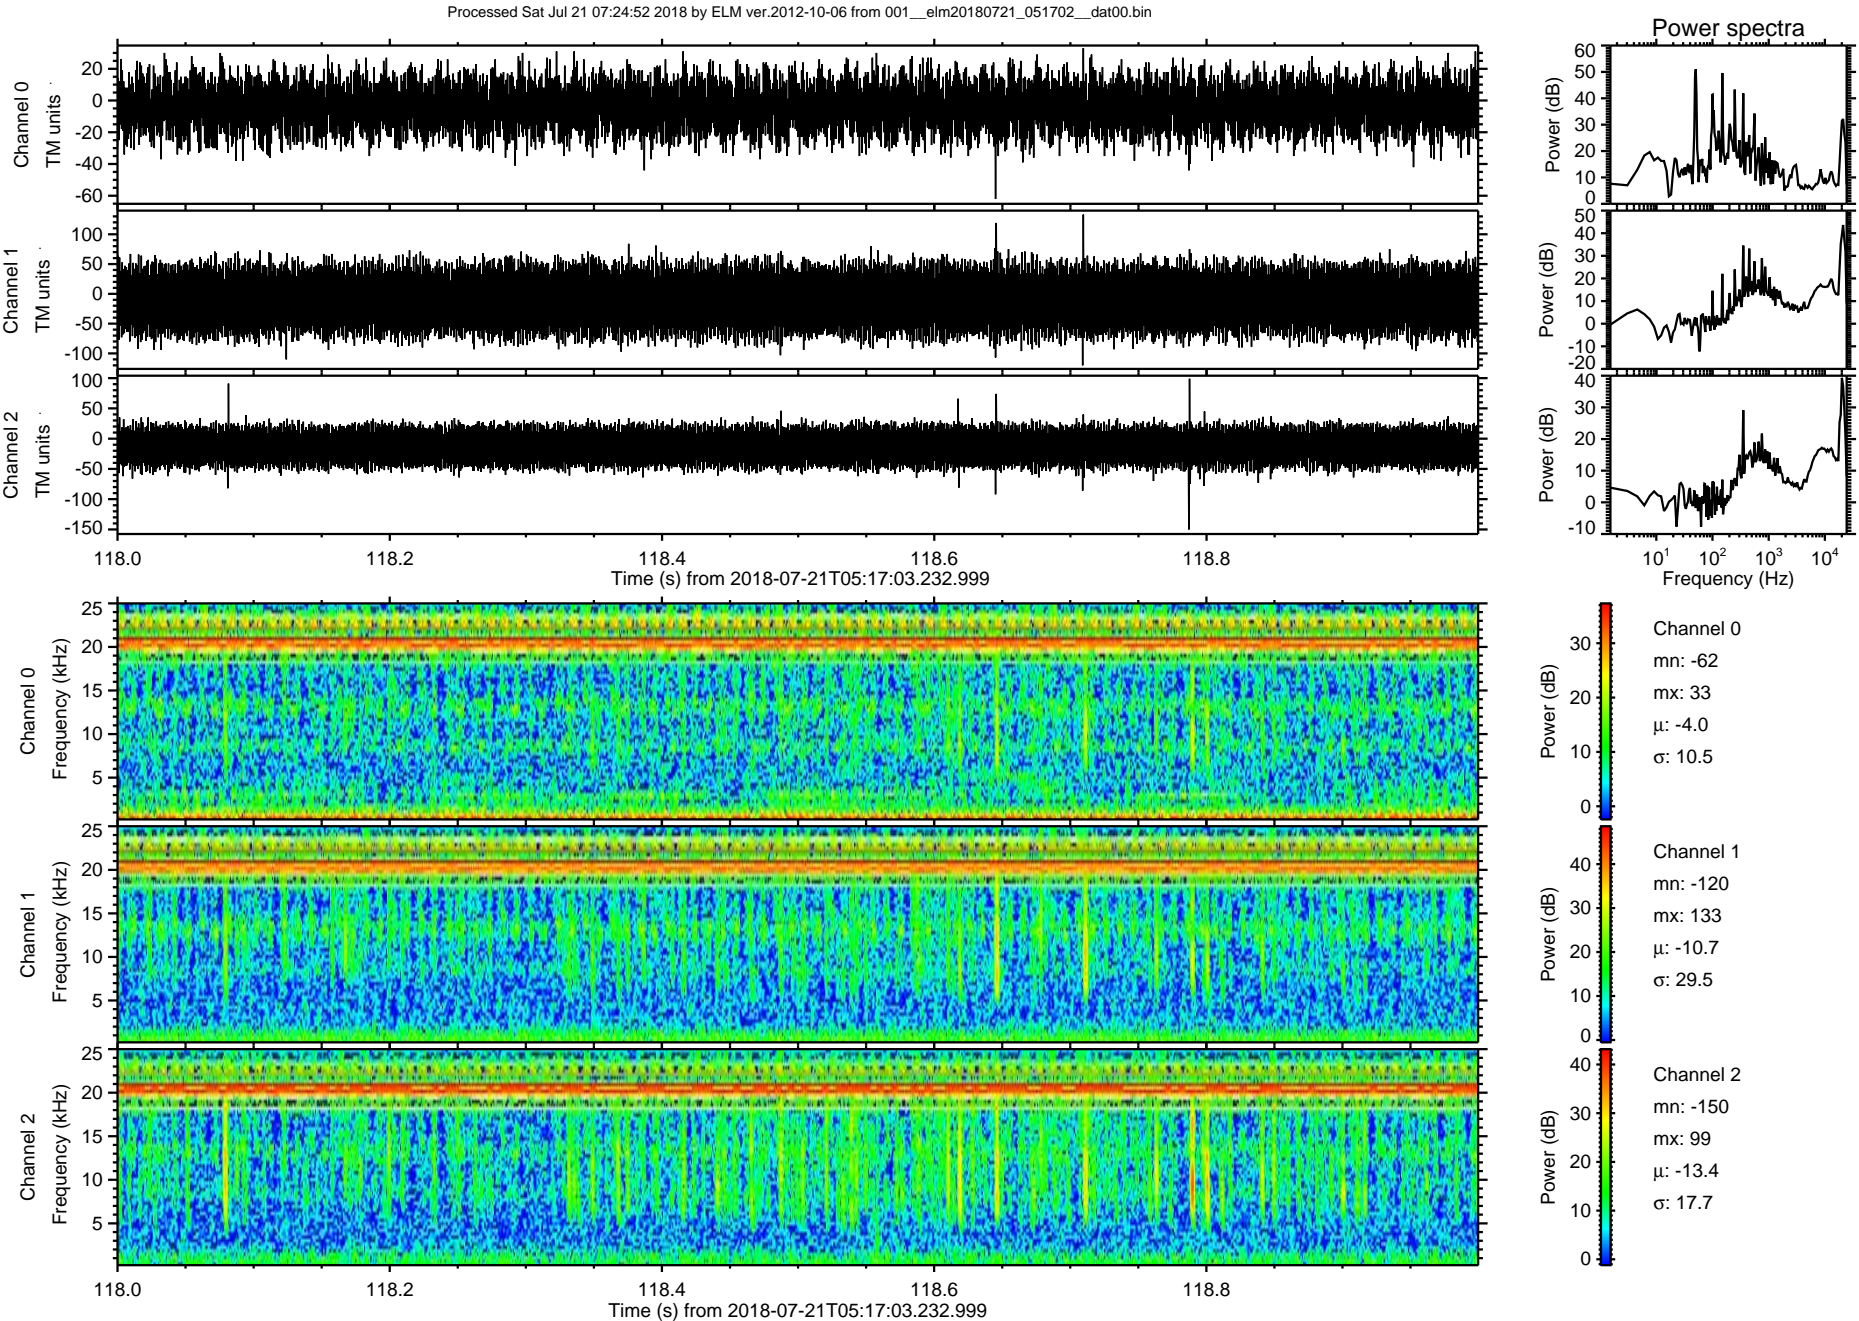 Processed Sat Jul 21 07:24:52 2018 by ELM ver.2012-10-06 from 001__elm20180721_051702__dat00.bin
Power spectra
Channel 0
TM units
20
0
-20
-40
-60
Power (dB)
60
50
40
30
20
10
0
Channel 1
TM units
100
50
0
-50
-100
Power (dB)
50
40
30
20
10
0
-10
-20
Channel 2
TM units
100
50
0
-50
-100
-150
Power (dB)
40
30
20
10
0
-10
118.0 118.2 118.4 118.6 118.8
Time (s) from 2018-07-21T05:17:03.232.999
10¹ 10² 10³ 10⁴
Frequency (Hz)
Channel 0
Frequency (kHz)
25
20
15
10
5
Power (dB)
30
20
10
0
Channel 0
mn: -62
mx: 33
μ: -4.0
σ: 10.5
Channel 1
Frequency (kHz)
25
20
15
10
5
Power (dB)
40
30
20
10
0
Channel 1
mn: -120
mx: 133
μ: -10.7
σ: 29.5
Channel 2
Frequency (kHz)
25
20
15
10
5
Power (dB)
40
30
20
10
0
Channel 2
mn: -150
mx: 99
μ: -13.4
σ: 17.7
118.0 118.2 118.4 118.6 118.8
Time (s) from 2018-07-21T05:17:03.232.999